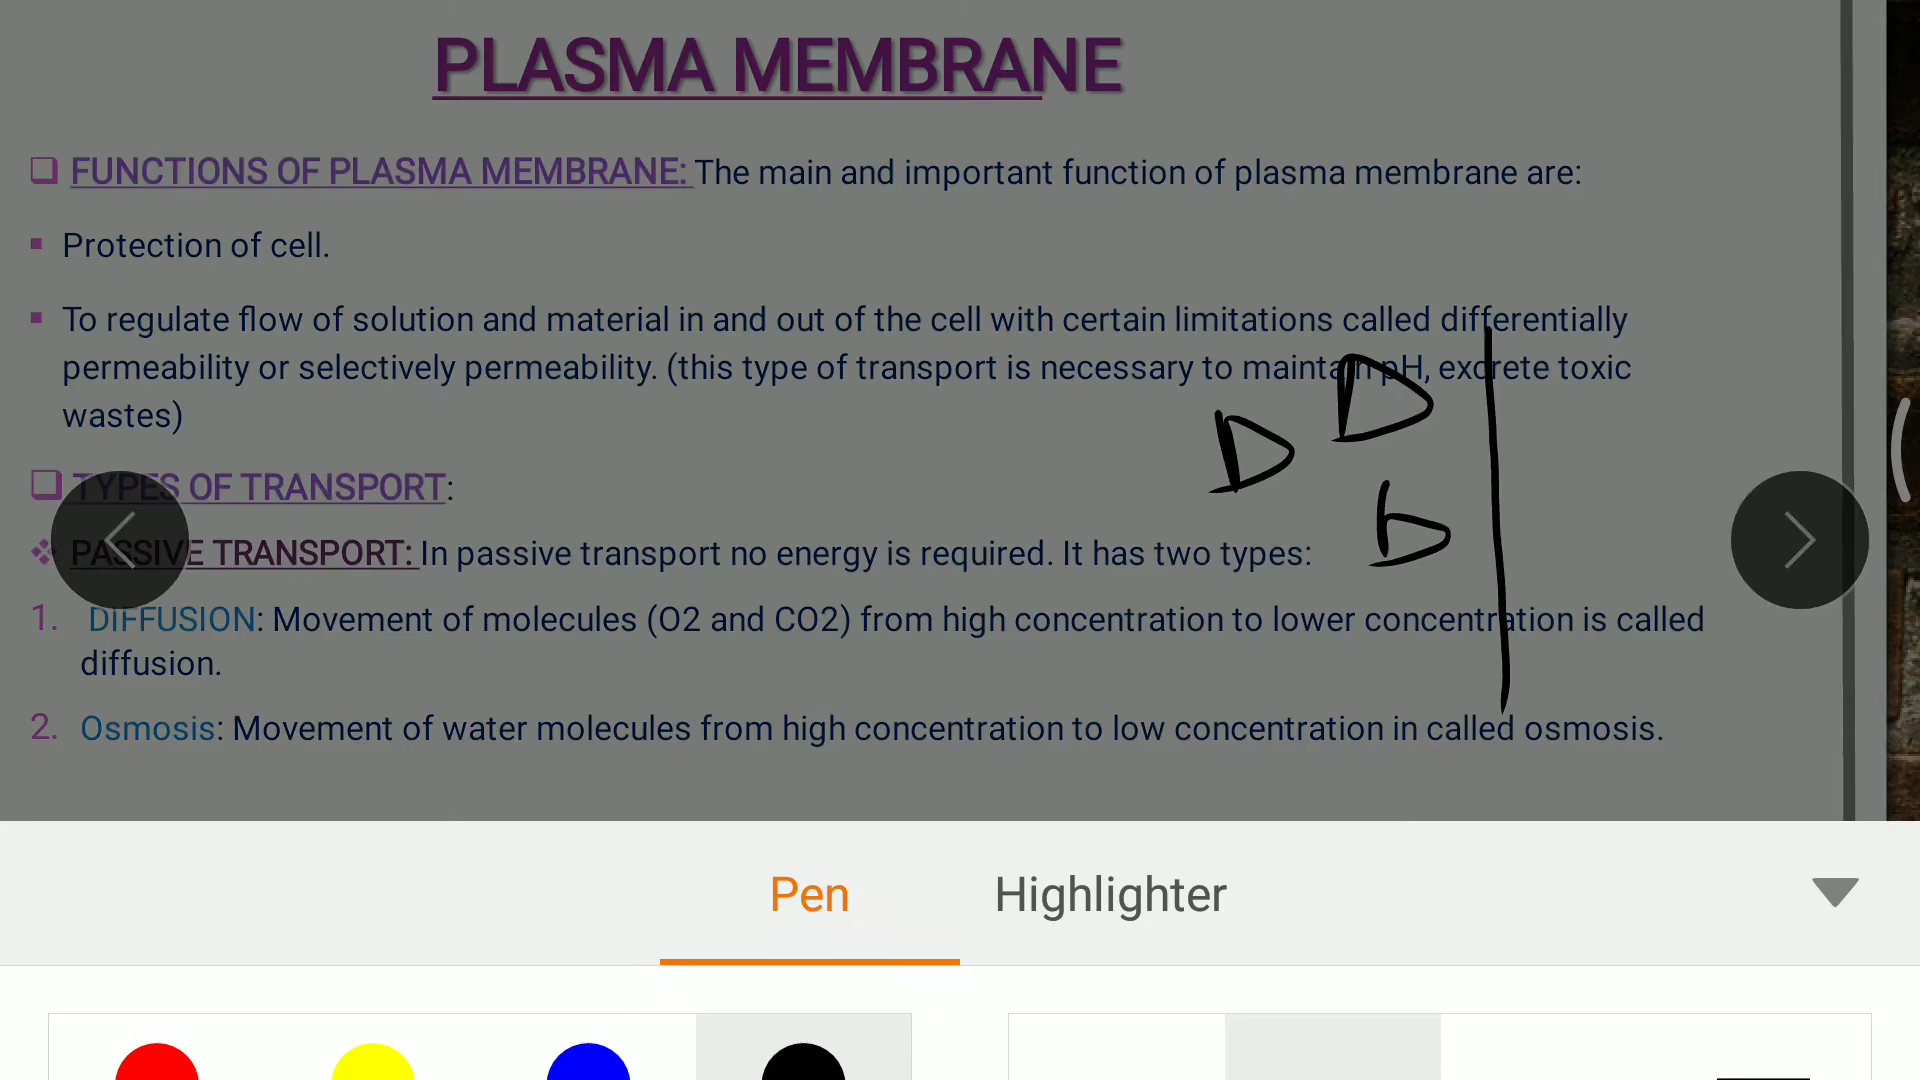 PLASMA MEMBRANE
❑ FUNCTIONS OF PLASMA MEMBRANE: The main and important function of plasma membrane are:
▪ Protection of cell.
▪ To regulate flow of solution and material in and out of the cell with certain limitations called differentially
permeability or selectively permeability. (this type of transport is necessary to maintain pH, excrete toxic
wastes)
❑ TYPES OF TRANSPORT:
❖ PASSIVE TRANSPORT: In passive transport no energy is required. It has two types:
1. DIFFUSION: Movement of molecules (O2 and CO2) from high concentration to lower concentration is called
diffusion.
2. Osmosis: Movement of water molecules from high concentration to low concentration in called osmosis.
Pen Highlighter